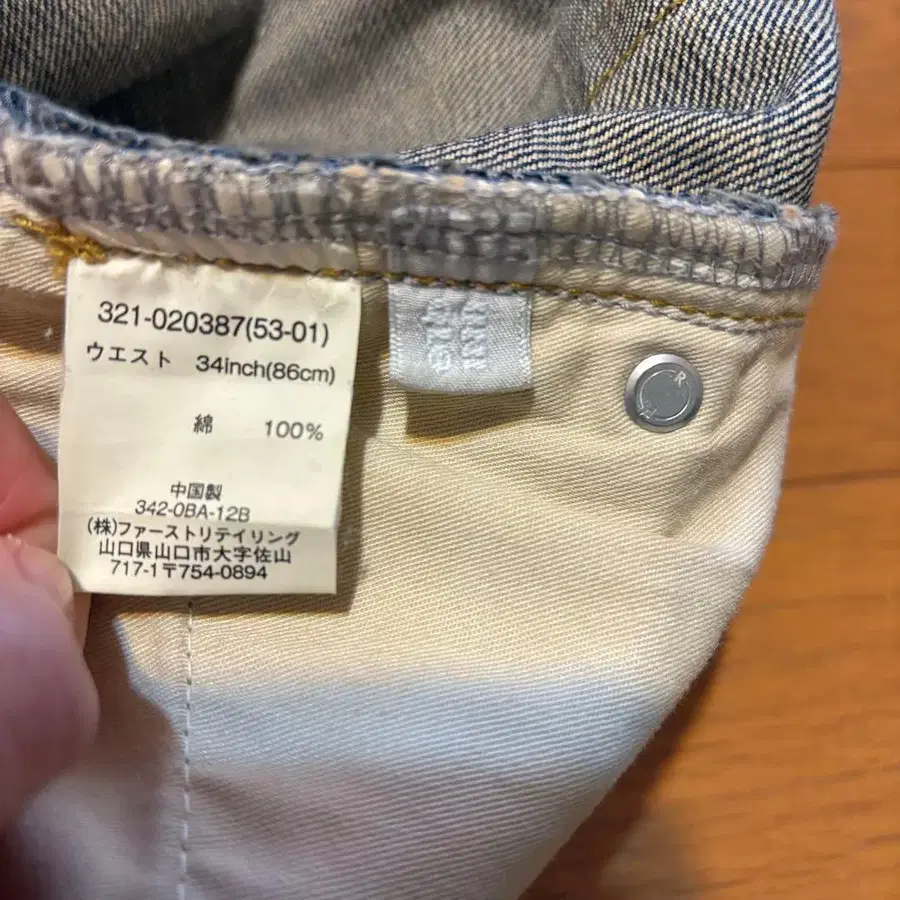 321-020387(53-01)
ウエスト 34inch(86cm)
綿 100%
中国製
342-0BA-12B
(株)ファーストリテイリング
山口県山口市大字佐山
717-1〒754-0894
R